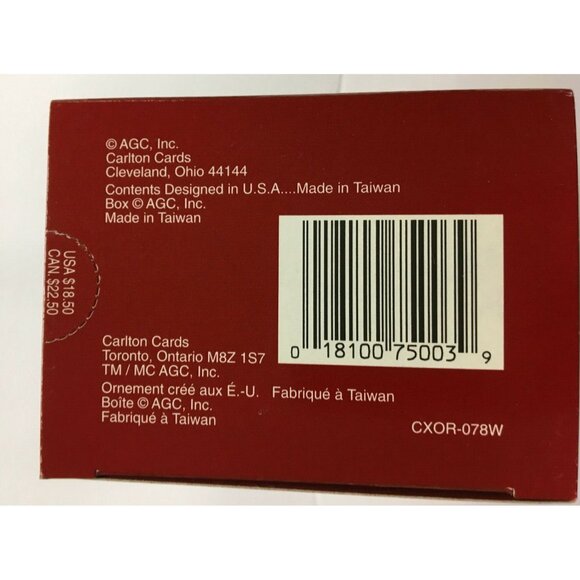 © AGC, Inc.
Carlton Cards
Cleveland, Ohio 44144
Contents Designed in U.S.A....Made in Taiwan
Box © AGC, Inc.
Made in Taiwan
USA $18.50
CAN. $22.50
0 18100 75003 9
Carlton Cards
Toronto, Ontario M8Z 1S7
TM / MC AGC, Inc.
Ornement créé aux É.-U. Fabriqué à Taiwan
Boîte © AGC, Inc.
Fabriqué à Taiwan
CXOR-078W